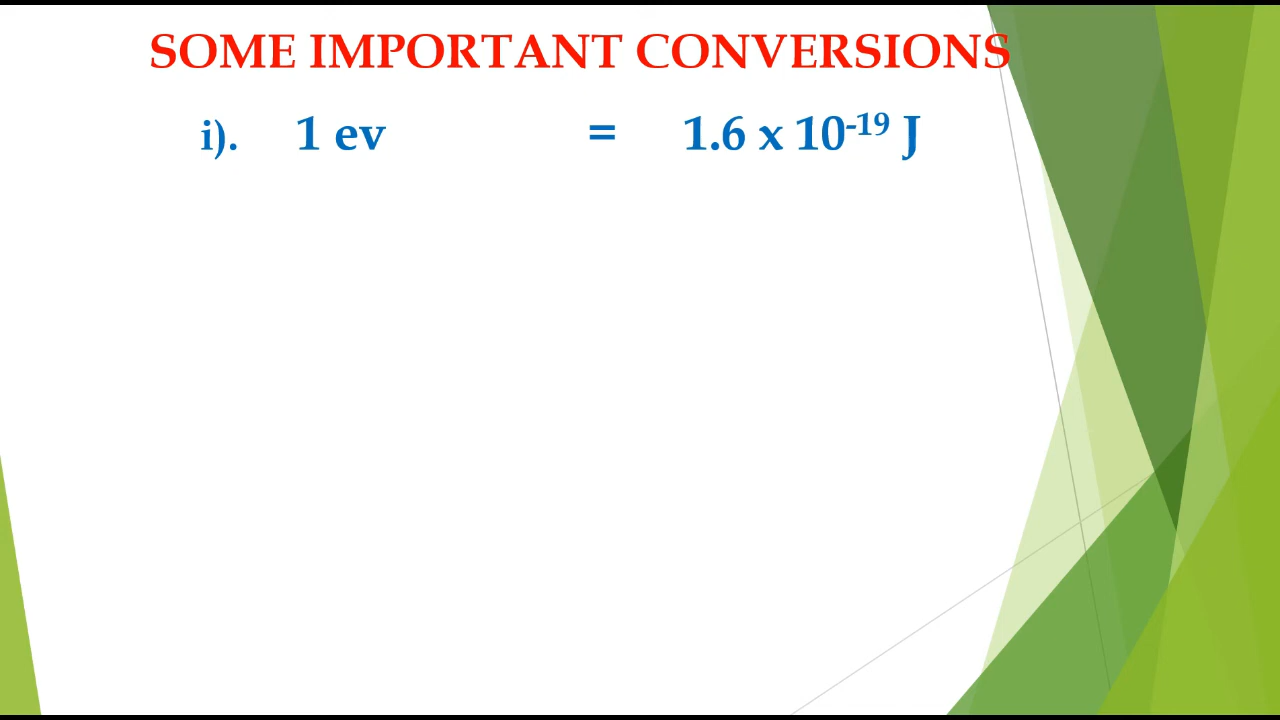 SOME IMPORTANT CONVERSIONS
i). 1 ev = 1.6 x 10⁻¹⁹ J